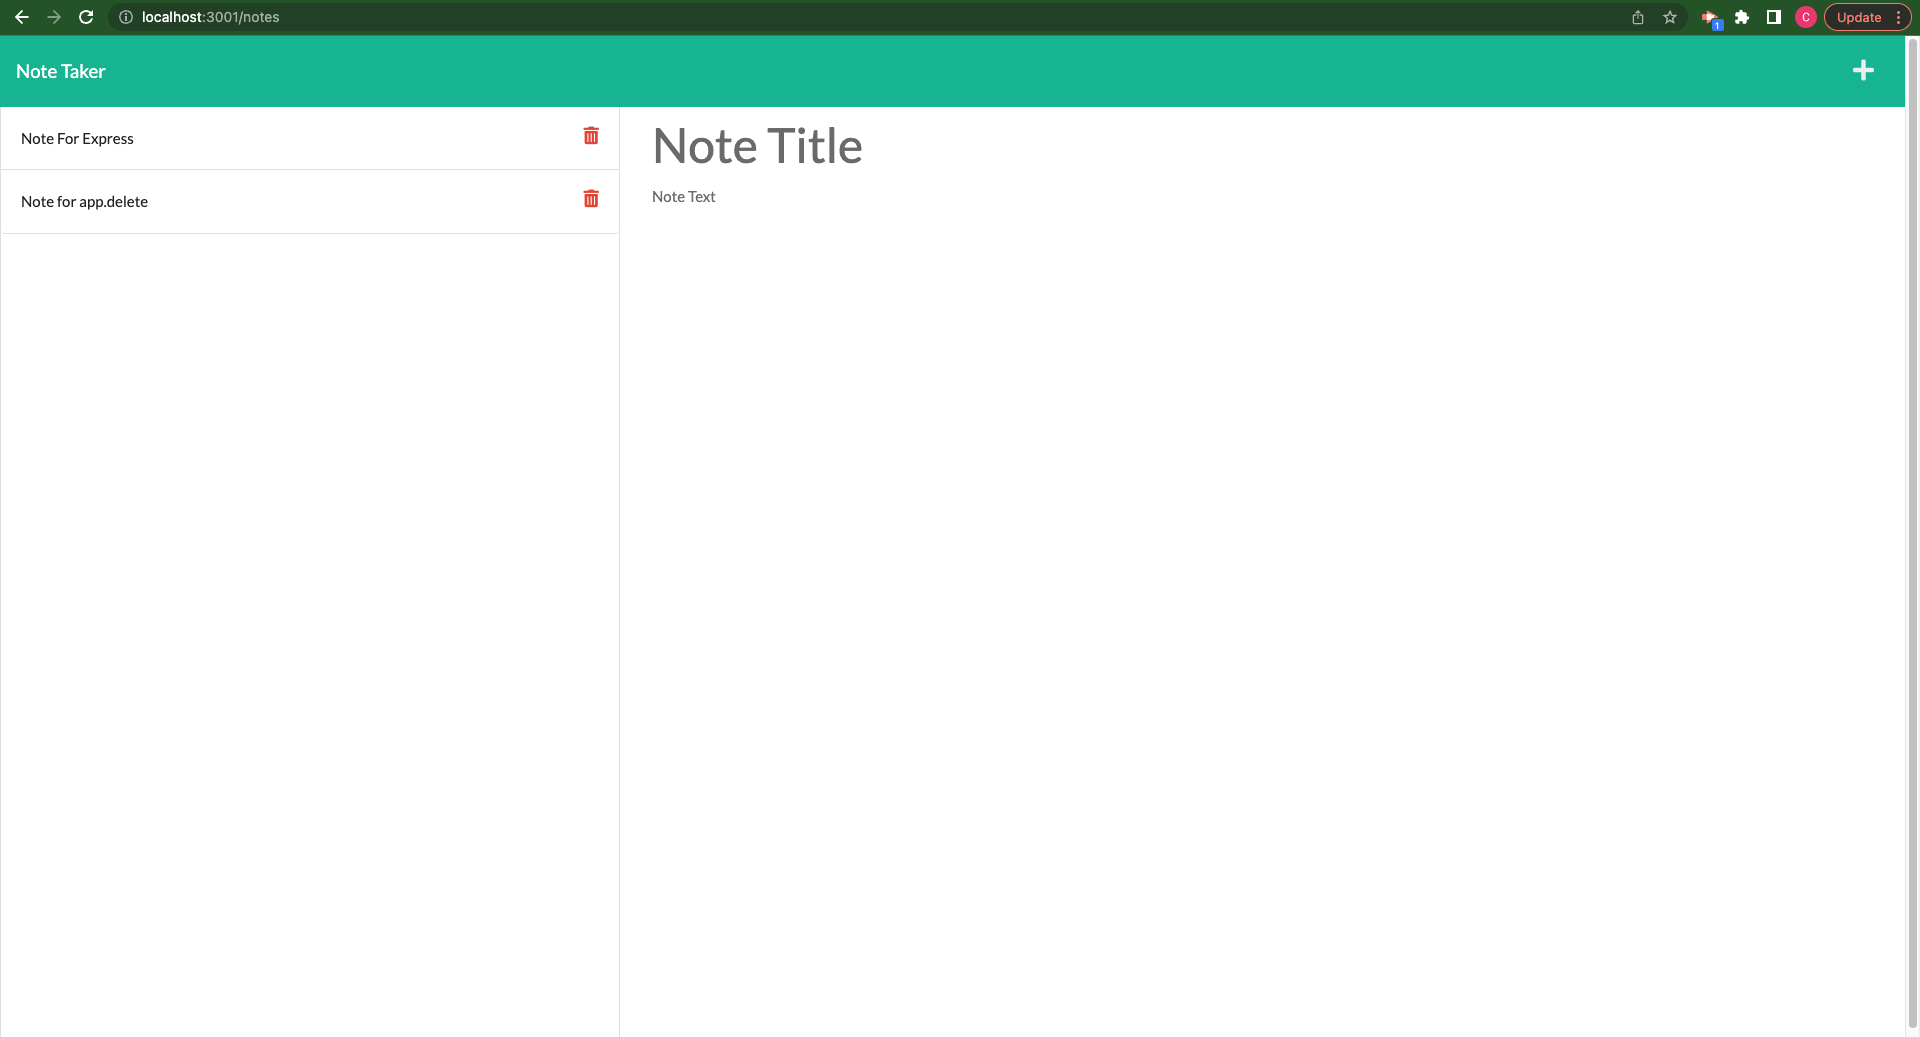 localhost:3001/notes
1
C
Update
Note Taker
Note For Express
Note for app.delete
Note Title
Note Text